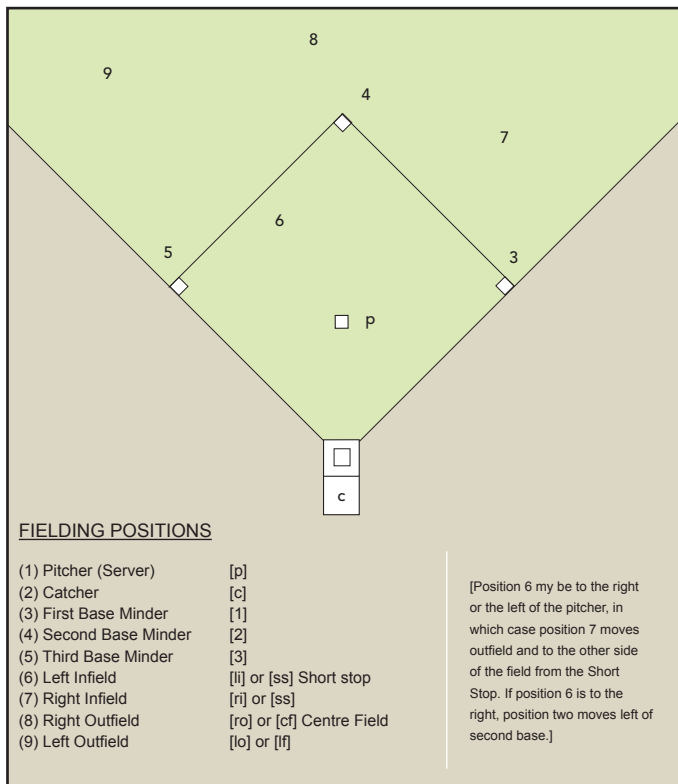 8
9
4
7
6
5
3
p
c
FIELDING POSITIONS
(1) Pitcher (Server) [p]
(2) Catcher [c]
(3) First Base Minder [1]
(4) Second Base Minder [2]
(5) Third Base Minder [3]
(6) Left Infield [li] or [ss] Short stop
(7) Right Infield [ri] or [ss]
(8) Right Outfield [ro] or [cf] Centre Field
(9) Left Outfield [lo] or [lf]
[Position 6 my be to the right
or the left of the pitcher, in
which case position 7 moves
outfield and to the other side
of the field from the Short
Stop. If position 6 is to the
right, position two moves left of
second base.]